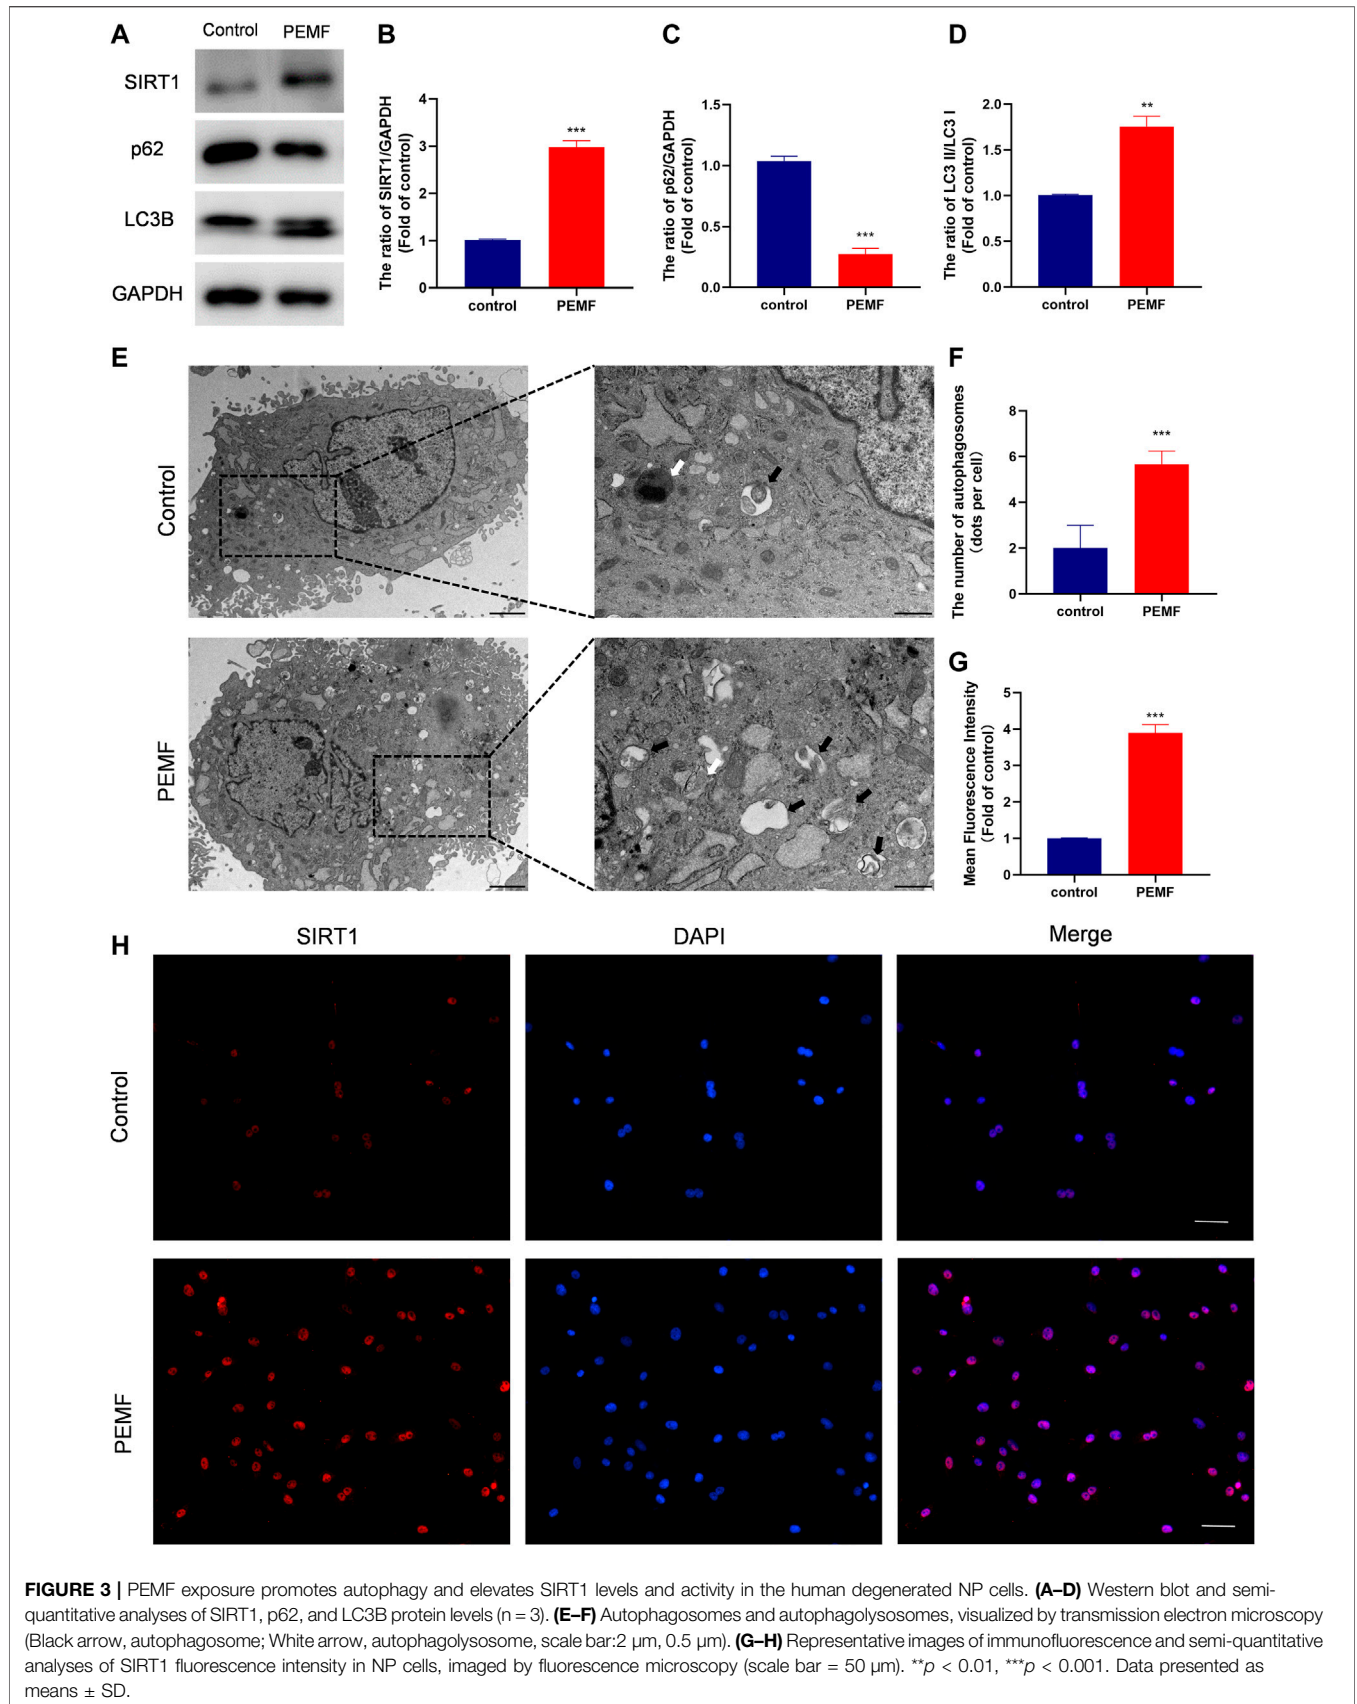 A
Control PEMF
SIRT1
p62
LC3B
GAPDH
B
The ratio of SIRT1/GAPDH
(Fold of control)
4
3
2
1
0
***
control PEMF
C
The ratio of p62/GAPDH
(Fold of control)
1.5
1.0
0.5
0.0
***
control PEMF
D
The ratio of LC3 II/LC3 I
(Fold of control)
2.0
1.5
1.0
0.5
0.0
**
control PEMF
E
Control
PEMF
F
The number of autophagosomes
(dots per cell)
8
6
4
2
0
***
control PEMF
G
Mean Fluorescence Intensity
(Fold of control)
5
4
3
2
1
0
***
control PEMF
H
SIRT1 DAPI Merge
Control
PEMF
FIGURE 3 | PEMF exposure promotes autophagy and elevates SIRT1 levels and activity in the human degenerated NP cells. (A–D) Western blot and semi-
quantitative analyses of SIRT1, p62, and LC3B protein levels (n = 3). (E–F) Autophagosomes and autophagolysosomes, visualized by transmission electron microscopy
(Black arrow, autophagosome; White arrow, autophagolysosome, scale bar:2 μm, 0.5 μm). (G–H) Representative images of immunofluorescence and semi-quantitative
analyses of SIRT1 fluorescence intensity in NP cells, imaged by fluorescence microscopy (scale bar = 50 μm). **p < 0.01, ***p < 0.001. Data presented as
means ± SD.